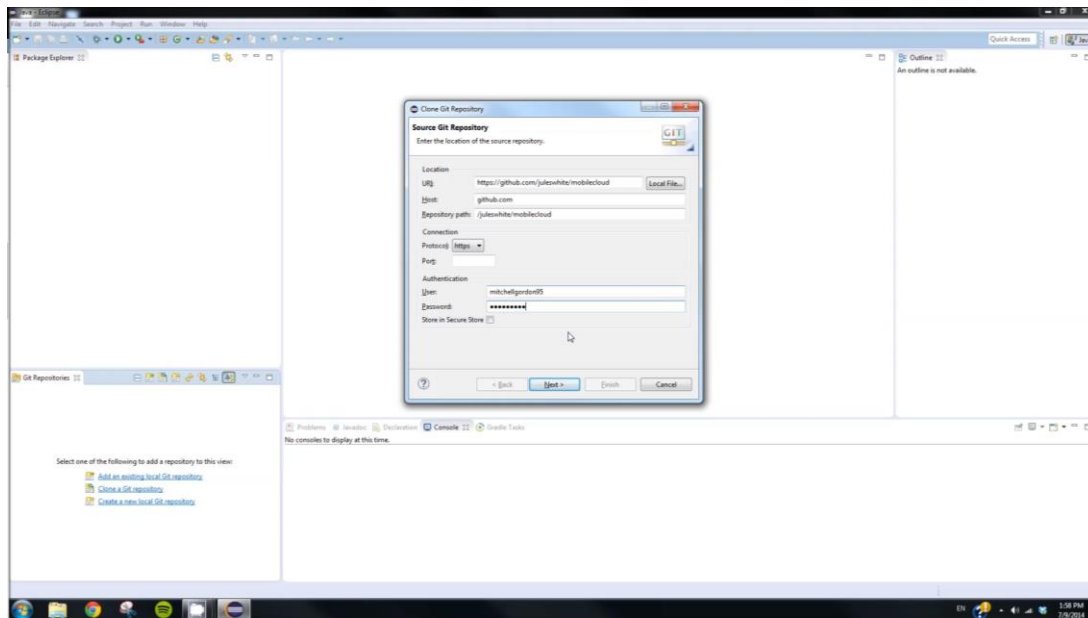 Java - Eclipse
File Edit Navigate Search Project Run Window Help
Quick Access
Java
Package Explorer
Outline
An outline is not available.
Clone Git Repository
Source Git Repository
Enter the location of the source repository.
GIT
Location
URI: https://github.com/juleswhite/mobilecloud Local File...
Host: github.com
Repository path: /juleswhite/mobilecloud
Connection
Protocol: https
Port:
Authentication
User: mitchellgordon95
Password: •••••••••
Store in Secure Store
? < Back Next > Finish Cancel
Git Repositories
Select one of the following to add a repository to this view:
Add an existing local Git repository
Clone a Git repository
Create a new local Git repository
Problems Javadoc Declaration Console Gradle Tasks
No consoles to display at this time.
EN 3:58 PM
7/9/2014